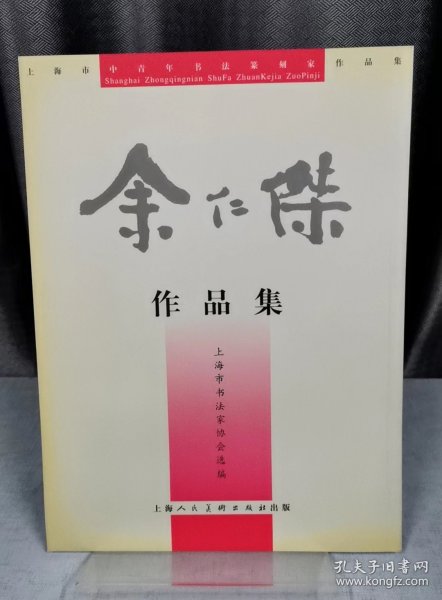 上海市中青年书法篆刻家作品集
Shanghai Zhongqingnian ShuFa ZhuanKejia ZuoPinji
余仁傑
作品集
上海市书法家协会选编
上海人民美術出版社出版
孔夫子旧书网
www.kongfz.com